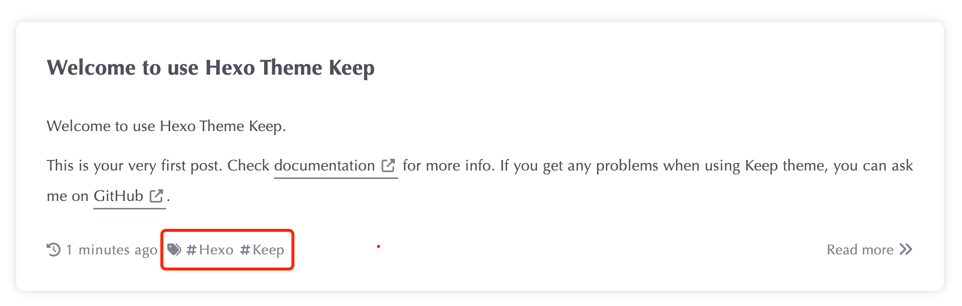 Welcome to use Hexo Theme Keep
Welcome to use Hexo Theme Keep.
This is your very first post. Check documentation for more info. If you get any problems when using Keep theme, you can ask
me on GitHub.
1 minutes ago #Hexo #Keep Read more